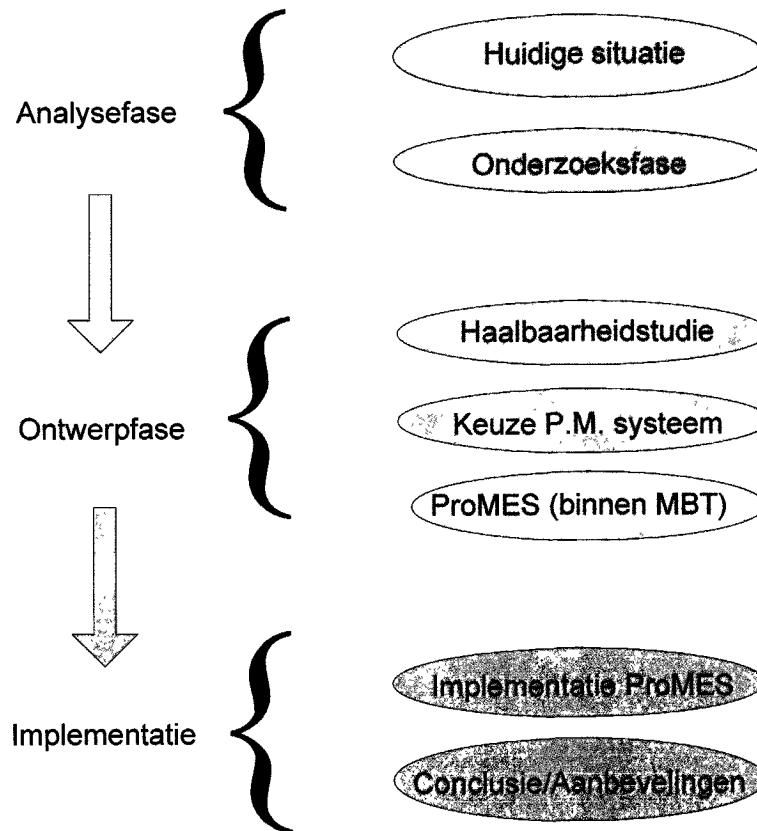 Analysefase
Huidige situatie
Onderzoeksfase
Ontwerpfase
Haalbaarheidstudie
Keuze P.M. systeem
ProMES (binnen MBT)
Implementatie
Implementatie ProMES
Conclusie/Aanbevelingen